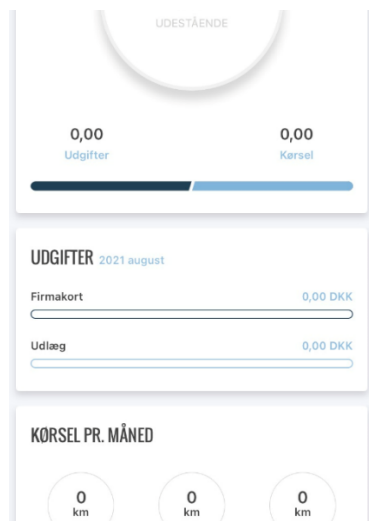 UDESTÅENDE
0,00 0,00
Udgifter Kørsel
UDGIFTER 2021 august
Firmakort 0,00 DKK
Udlæg 0,00 DKK
KØRSEL PR. MÅNED
0 0 0
km km km